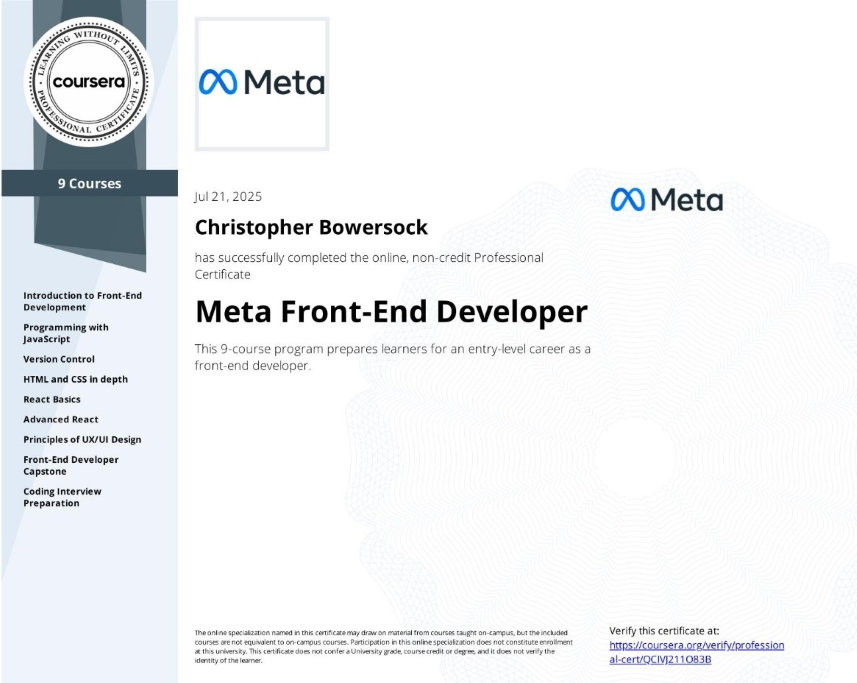 LEARNING WITHOUT LIMITS
coursera
PROFESSIONAL CERTIFICATE
9 Courses
Introduction to Front-End
Development
Programming with
JavaScript
Version Control
HTML and CSS in depth
React Basics
Advanced React
Principles of UX/UI Design
Front-End Developer
Capstone
Coding Interview
Preparation
Meta
Jul 21, 2025
Christopher Bowersock
has successfully completed the online, non-credit Professional
Certificate
Meta Front-End Developer
This 9-course program prepares learners for an entry-level career as a
front-end developer.
Meta
The online specialization named in this certificate may draw on material from courses taught on-campus, but the included
courses are not equivalent to on-campus courses. Participation in this online specialization does not constitute enrollment
at this university. This certificate does not confer a University grade, course credit or degree, and it does not verify the
identity of the learner.
Verify this certificate at:
https://coursera.org/verify/profession
al-cert/QCIVJ211O83B